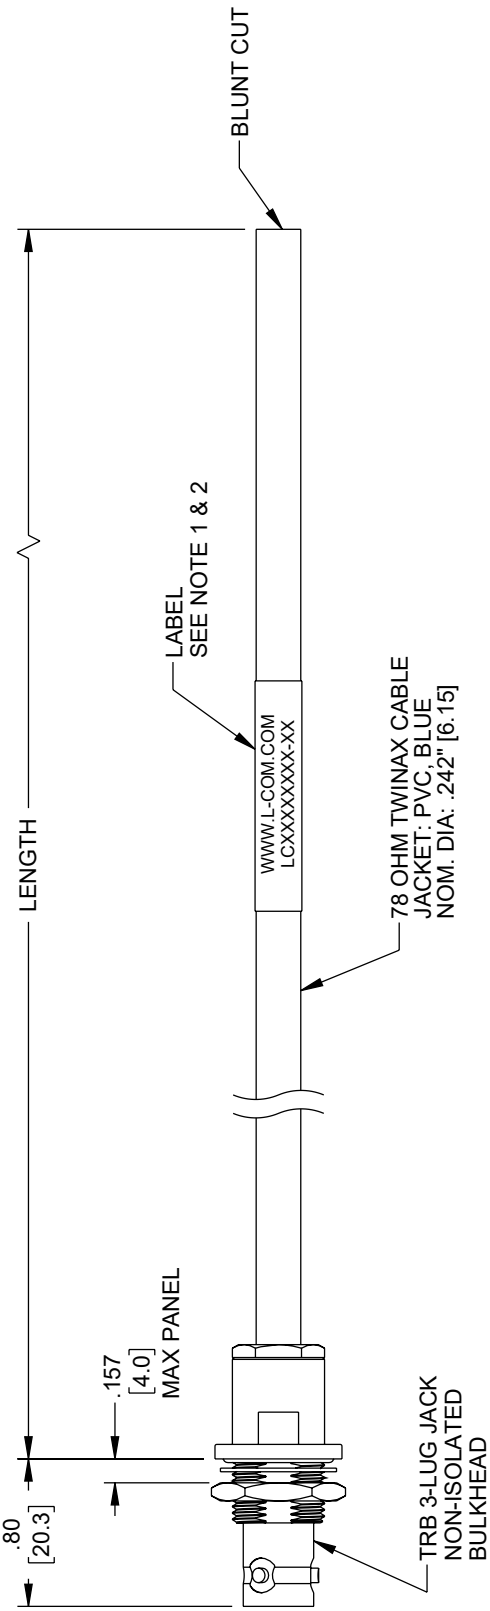 .80
[20.3]
LENGTH
.157
[4.0]
MAX PANEL
LABEL
SEE NOTE 1 & 2
BLUNT CUT
WWW.L-COM.COM
LCXXXXXXXX-XX
TRB 3-LUG JACK
NON-ISOLATED
BULKHEAD
78 OHM TWINAX CABLE
JACKET: PVC, BLUE
NOM. DIA: .242" [6.15]